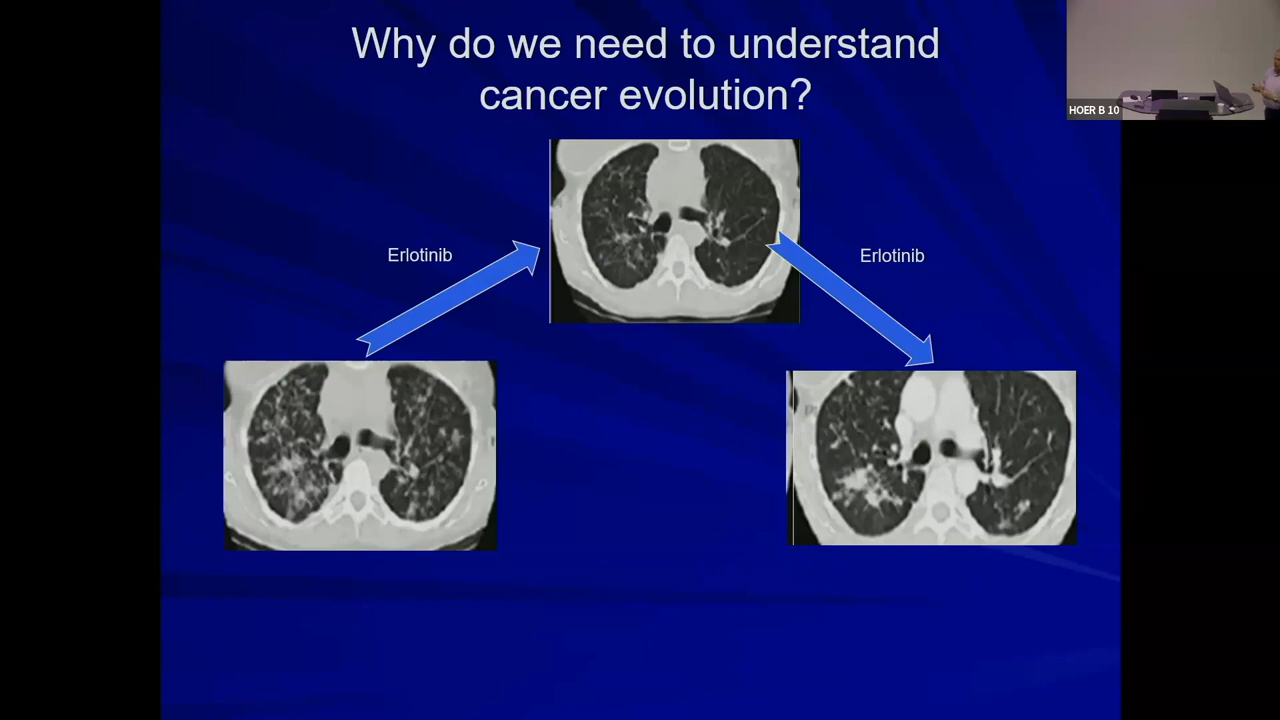 Why do we need to understand
cancer evolution?
HOER B 10
Erlotinib
Erlotinib